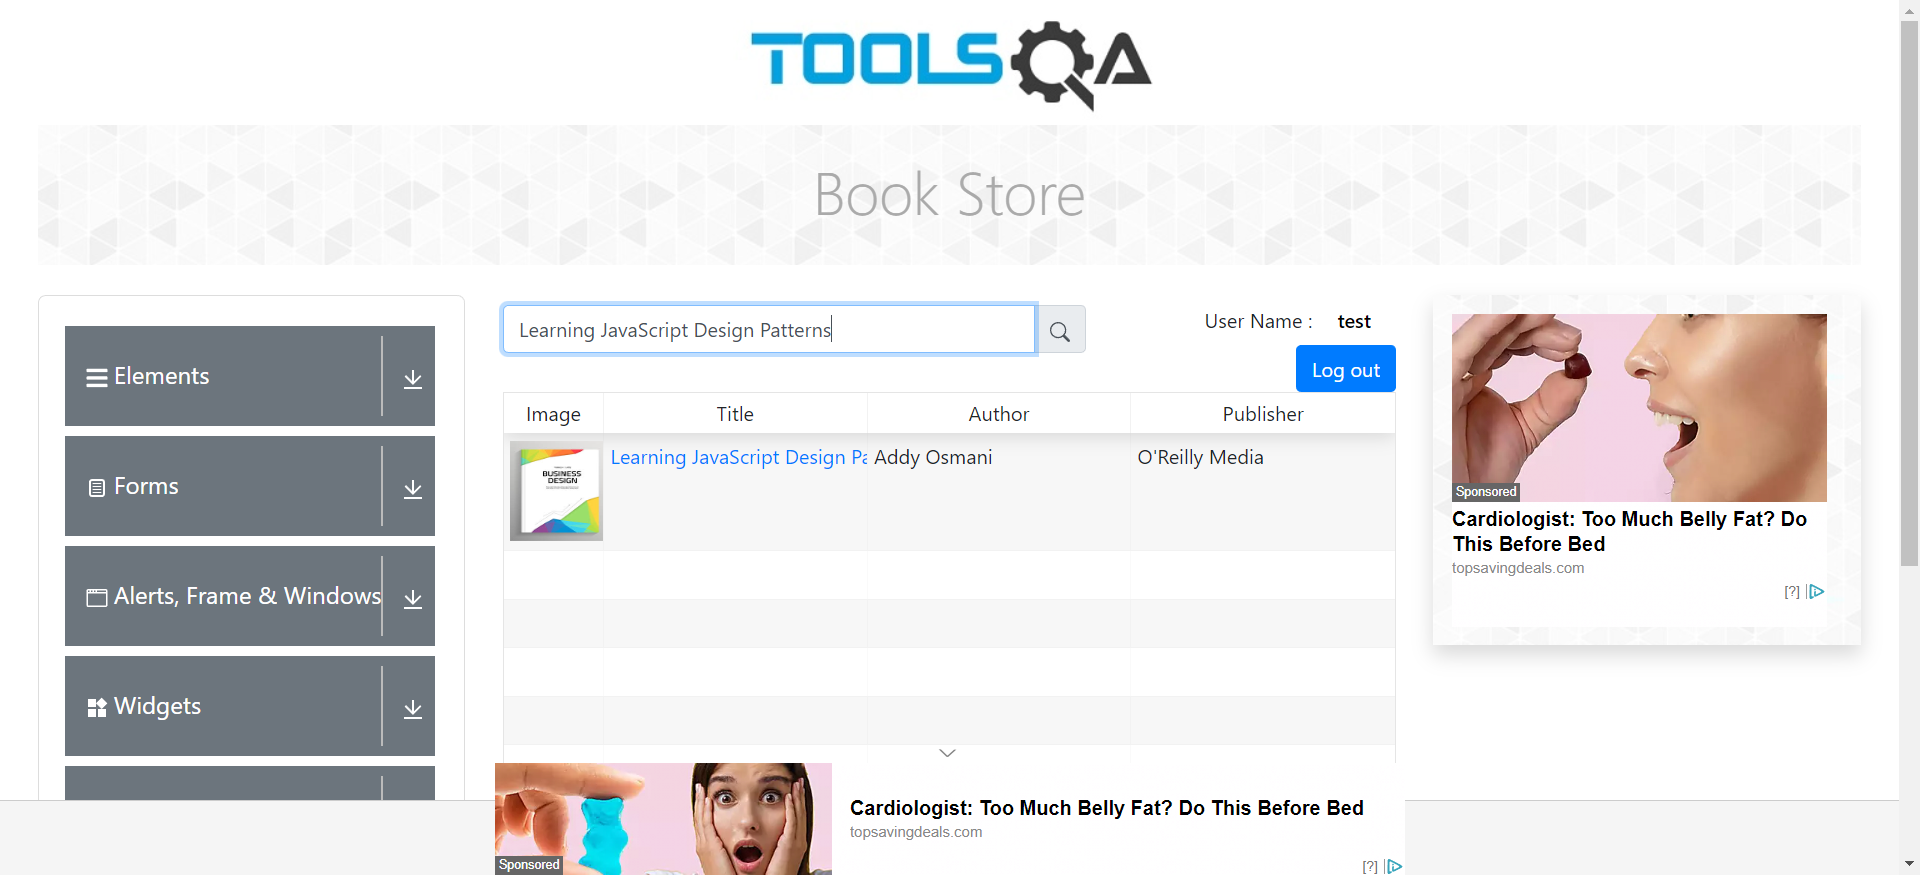 TOOLSQA
Book Store
Elements
Forms
Alerts, Frame & Windows
Widgets
Learning JavaScript Design Patterns
User Name : test
Log out
Image Title Author Publisher
BUSINESS
DESIGN
Learning JavaScript Design Pa Addy Osmani O'Reilly Media
Sponsored
Cardiologist: Too Much Belly Fat? Do
This Before Bed
topsavingdeals.com
[?]
Sponsored
Cardiologist: Too Much Belly Fat? Do This Before Bed
topsavingdeals.com
[?]